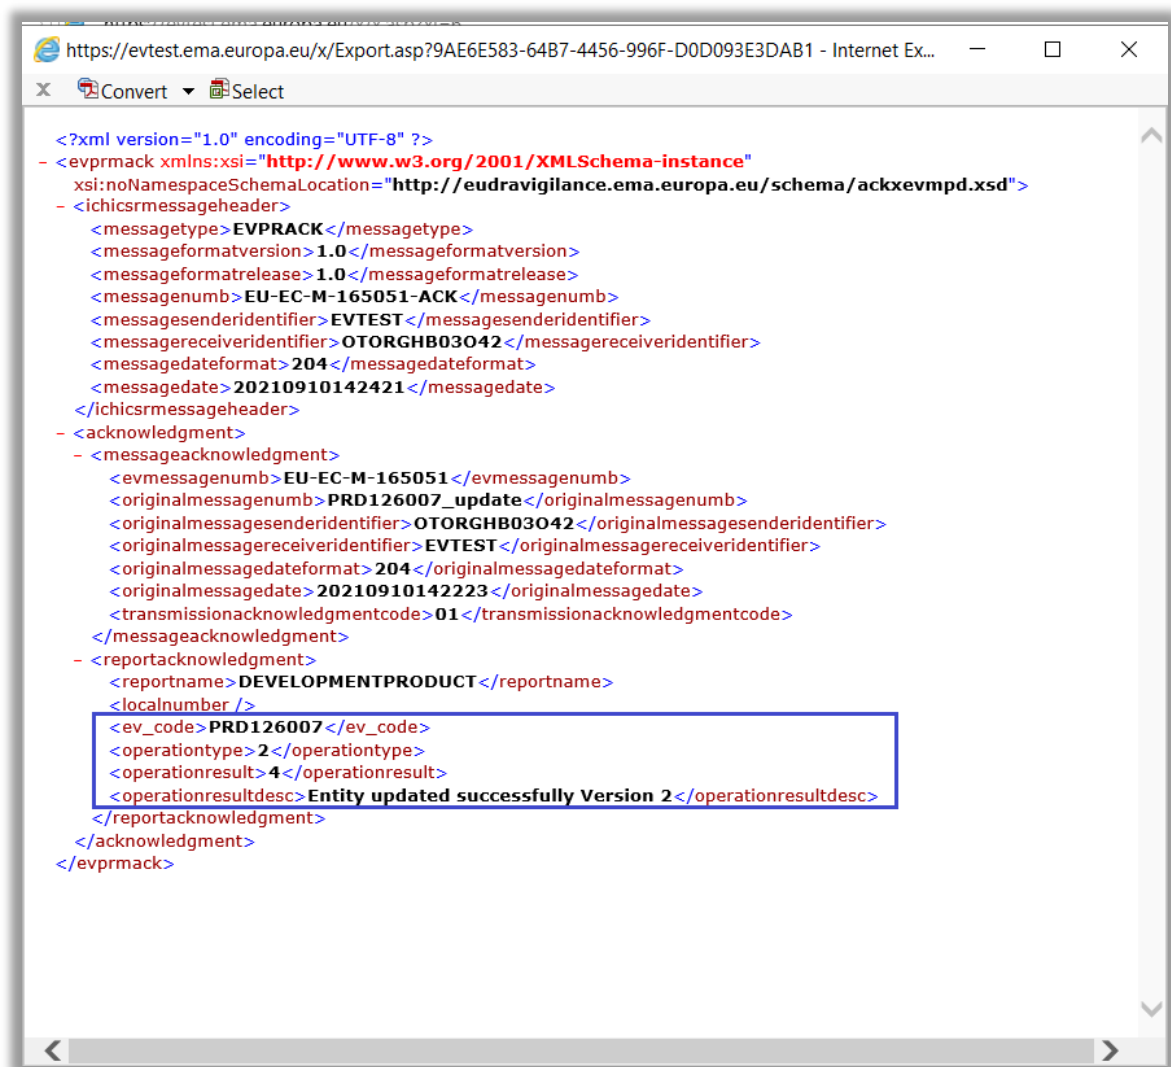 https://evtest.ema.europa.eu/x/Export.asp?9AE6E583-64B7-4456-996F-D0D093E3DAB1 - Internet Ex...
x Convert Select
<?xml version="1.0" encoding="UTF-8" ?>
- <evprmack xmlns:xsi="http://www.w3.org/2001/XMLSchema-instance"
xsi:noNamespaceSchemaLocation="http://eudravigilance.ema.europa.eu/schema/ackxevmpd.xsd">
- <ichicsrmessageheader>
<messagetype>EVPRACK</messagetype>
<messageformatversion>1.0</messageformatversion>
<messageformatrelease>1.0</messageformatrelease>
<messagenumb>EU-EC-M-165051-ACK</messagenumb>
<messagesenderidentifier>EVTEST</messagesenderidentifier>
<messagereceiveridentifier>OTORGHB03O42</messagereceiveridentifier>
<messagedateformat>204</messagedateformat>
<messagedate>20210910142421</messagedate>
</ichicsrmessageheader>
- <acknowledgment>
- <messageacknowledgment>
<evmessagenumb>EU-EC-M-165051</evmessagenumb>
<originalmessagenumb>PRD126007_update</originalmessagenumb>
<originalmessagesenderidentifier>OTORGHB03O42</originalmessagesenderidentifier>
<originalmessagereceiveridentifier>EVTEST</originalmessagereceiveridentifier>
<originalmessagedateformat>204</originalmessagedateformat>
<originalmessagedate>20210910142223</originalmessagedate>
<transmissionacknowledgmentcode>01</transmissionacknowledgmentcode>
</messageacknowledgment>
- <reportacknowledgment>
<reportname>DEVELOPMENTPRODUCT</reportname>
<localnumber />
<ev_code>PRD126007</ev_code>
<operationtype>2</operationtype>
<operationresult>4</operationresult>
<operationresultdesc>Entity updated successfully Version 2</operationresultdesc>
</reportacknowledgment>
</acknowledgment>
</evprmack>